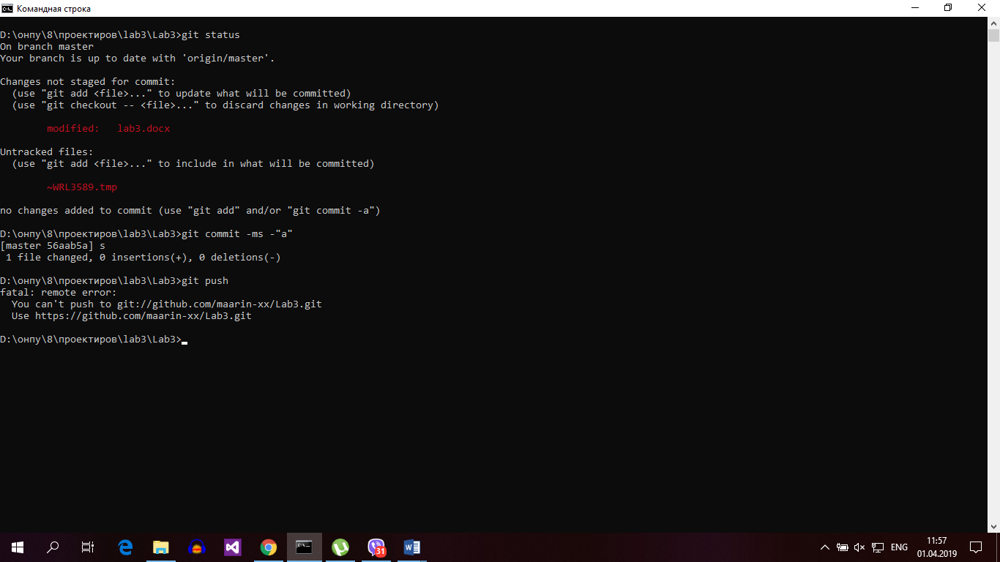 Командная строка
D:\онпу\8\проектиров\lab3\Lab3>git status
On branch master
Your branch is up to date with 'origin/master'.
Changes not staged for commit:
  (use "git add <file>..." to update what will be committed)
  (use "git checkout -- <file>..." to discard changes in working directory)
        modified:   lab3.docx
Untracked files:
  (use "git add <file>..." to include in what will be committed)
        ~WRL3589.tmp
no changes added to commit (use "git add" and/or "git commit -a")
D:\онпу\8\проектиров\lab3\Lab3>git commit -ms -"a"
[master 56aab5a] s
 1 file changed, 0 insertions(+), 0 deletions(-)
D:\онпу\8\проектиров\lab3\Lab3>git push
fatal: remote error:
  You can't push to git://github.com/maarin-xx/Lab3.git
  Use https://github.com/maarin-xx/Lab3.git
D:\онпу\8\проектиров\lab3\Lab3>
31
ENG
11:57
01.04.2019